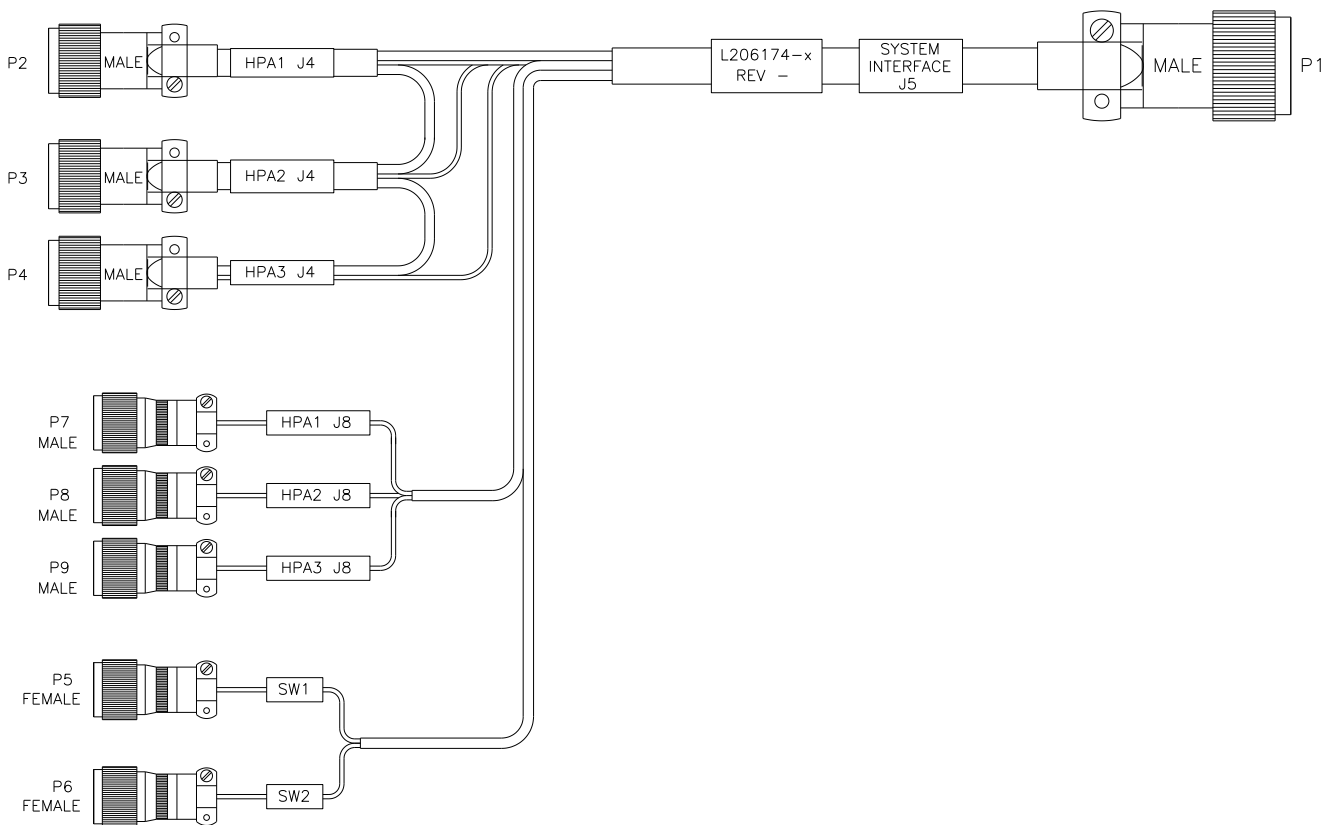 P2
MALE
HPA1 J4
L206174-x
REV -
SYSTEM
INTERFACE
J5
MALE
P1
P3
MALE
HPA2 J4
P4
MALE
HPA3 J4
P7
MALE
HPA1 J8
P8
MALE
HPA2 J8
P9
MALE
HPA3 J8
P5
FEMALE
SW1
P6
FEMALE
SW2